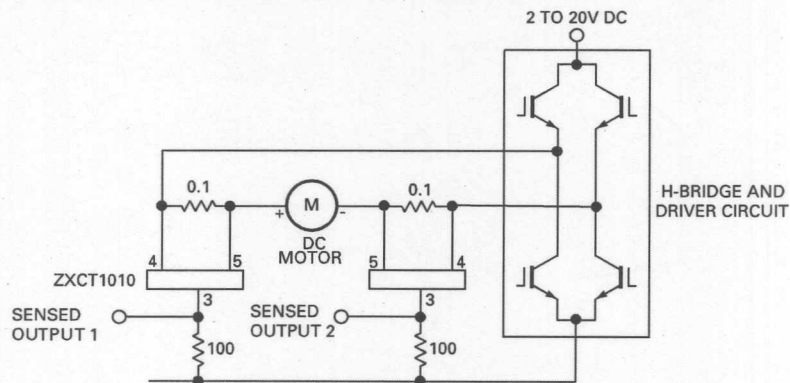 2 TO 20V DC
0.1
0.1
M
+
-
DC
MOTOR
H-BRIDGE AND
DRIVER CIRCUIT
4
5
5
4
ZXCT1010
3
3
SENSED
OUTPUT 1
SENSED
OUTPUT 2
100
100